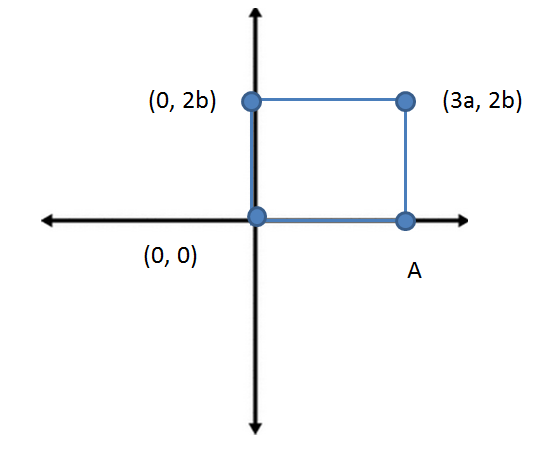 (0, 2b)
(3a, 2b)
(0, 0)
A